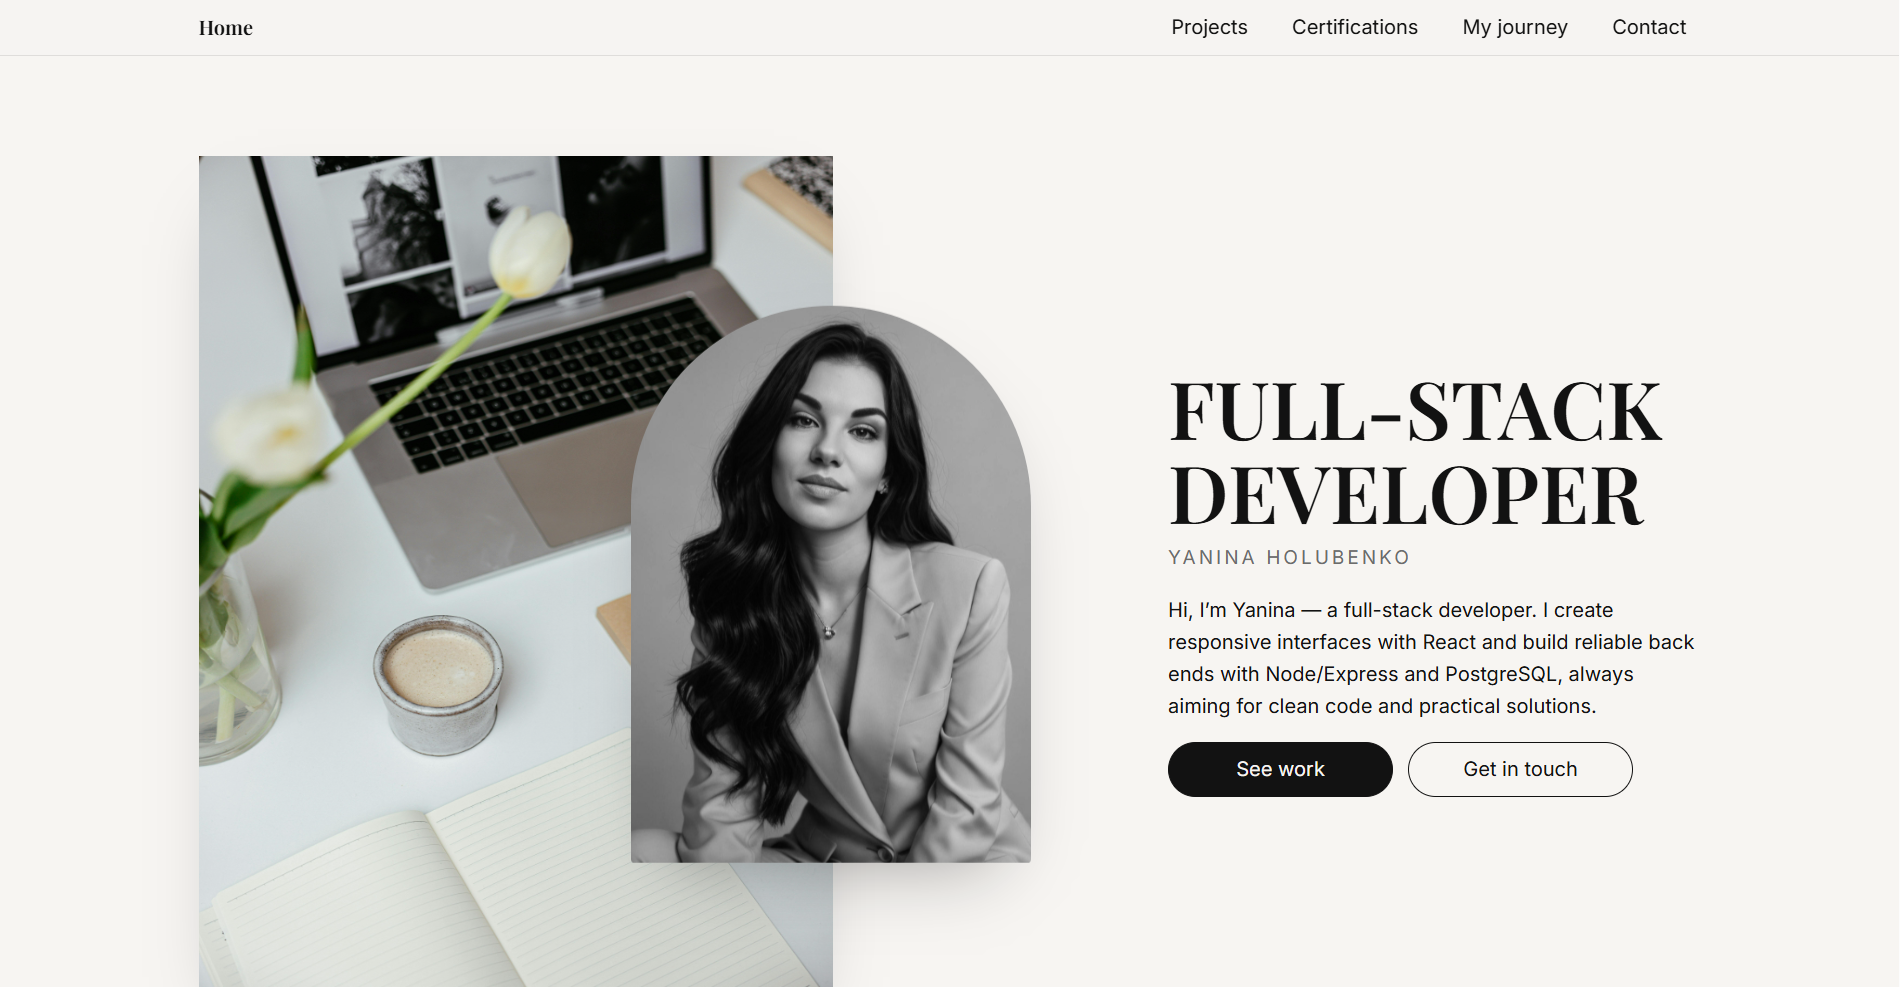 Home
Projects
Certifications
My journey
Contact
FULL-STACK
DEVELOPER
YANINA HOLUBENKO
Hi, I’m Yanina — a full-stack developer. I create
responsive interfaces with React and build reliable back
ends with Node/Express and PostgreSQL, always
aiming for clean code and practical solutions.
See work
Get in touch